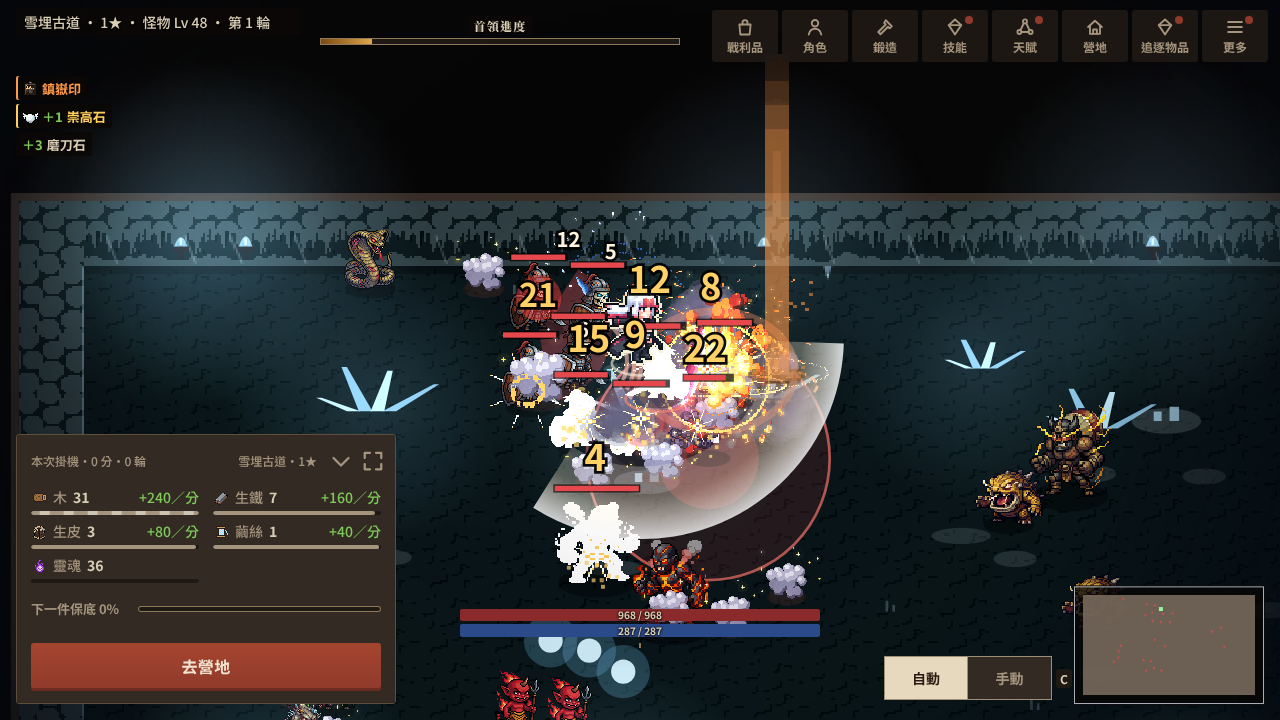 雪埋古道 · 1★ · 怪物 Lv 48 · 第 1 輪
首領進度
戰利品
角色
鍛造
技能
天賦
營地
追逐物品
更多
鎮嶽印
+1 崇高石
+3 磨刀石
12
5
21
12
8
15
9
22
4
本次掛機·0 分·0 輪
雪埋古道·1★
木 31 +240／分
生鐵 7 +160／分
生皮 3 +80／分
繭絲 1 +40／分
靈魂 36
下一件保底 0%
去營地
968 / 968
287 / 287
自動
手動
C